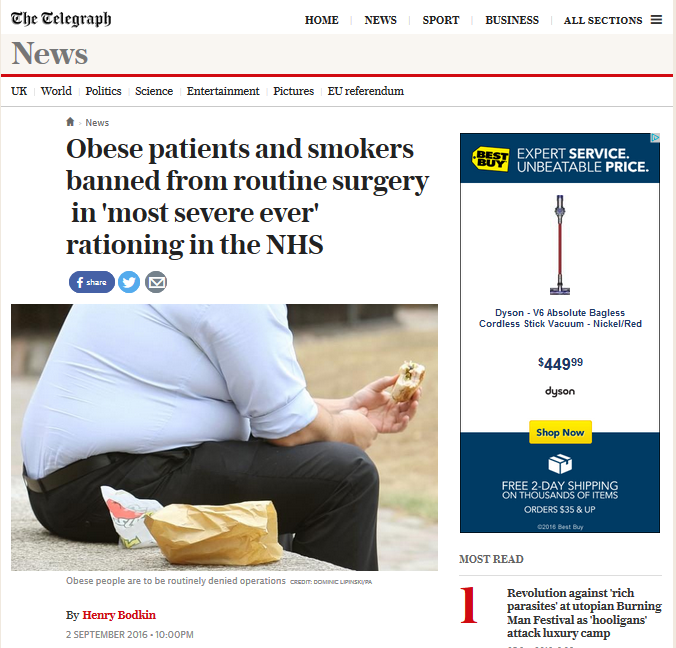 The Telegraph
HOME
NEWS
SPORT
BUSINESS
ALL SECTIONS
News
UK
World
Politics
Science
Entertainment
Pictures
EU referendum
News
Obese patients and smokers
banned from routine surgery
in 'most severe ever'
rationing in the NHS
f share
Obese people are to be routinely denied operations CREDIT: DOMINIC LIPINSKI/PA
By Henry Bodkin
2 SEPTEMBER 2016 • 10:00PM
BEST
BUY
EXPERT SERVICE.
UNBEATABLE PRICE.
Dyson - V6 Absolute Bagless
Cordless Stick Vacuum - Nickel/Red
$44999
dyson
Shop Now
FREE 2-DAY SHIPPING
ON THOUSANDS OF ITEMS
ORDERS $35 & UP
©2016 Best Buy
MOST READ
1
Revolution against 'rich
parasites' at utopian Burning
Man Festival as 'hooligans'
attack luxury camp